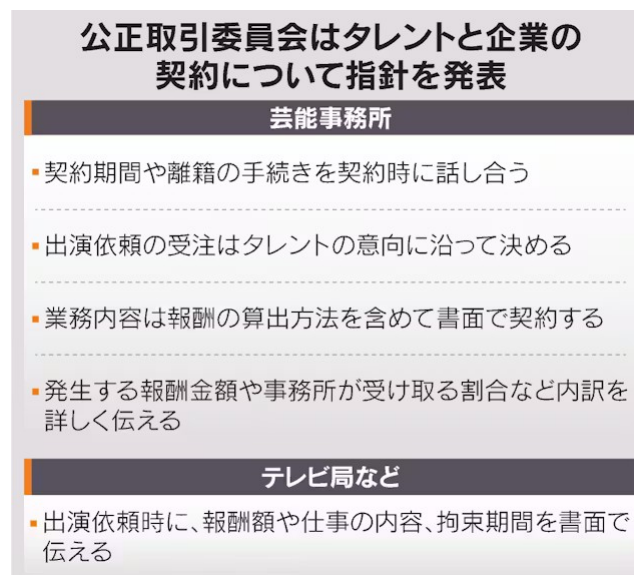 公正取引委員会はタレントと企業の
契約について指針を発表
芸能事務所
契約期間や離籍の手続きを契約時に話し合う
出演依頼の受注はタレントの意向に沿って決める
業務内容は報酬の算出方法を含めて書面で契約する
発生する報酬金額や事務所が受け取る割合など内訳を
詳しく伝える
テレビ局など
出演依頼時に、報酬額や仕事の内容、拘束期間を書面で
伝える